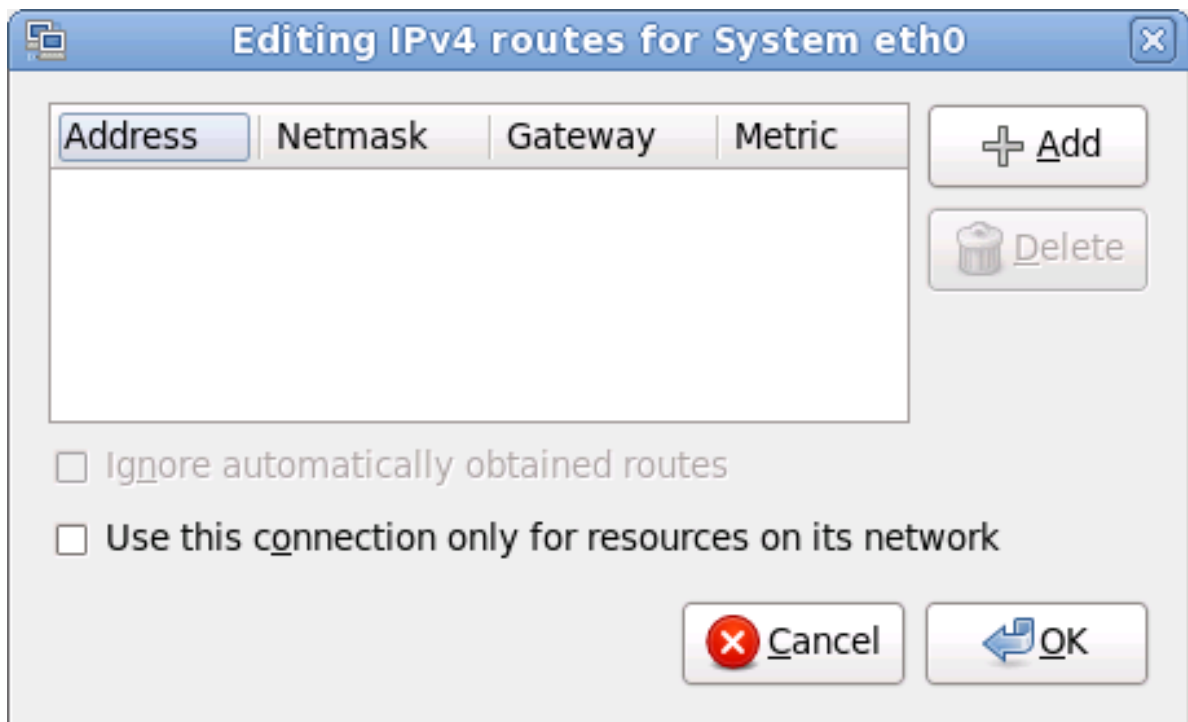 Editing IPv4 routes for System eth0
Address Netmask Gateway Metric
Add
Delete
Ignore automatically obtained routes
Use this connection only for resources on its network
Cancel OK